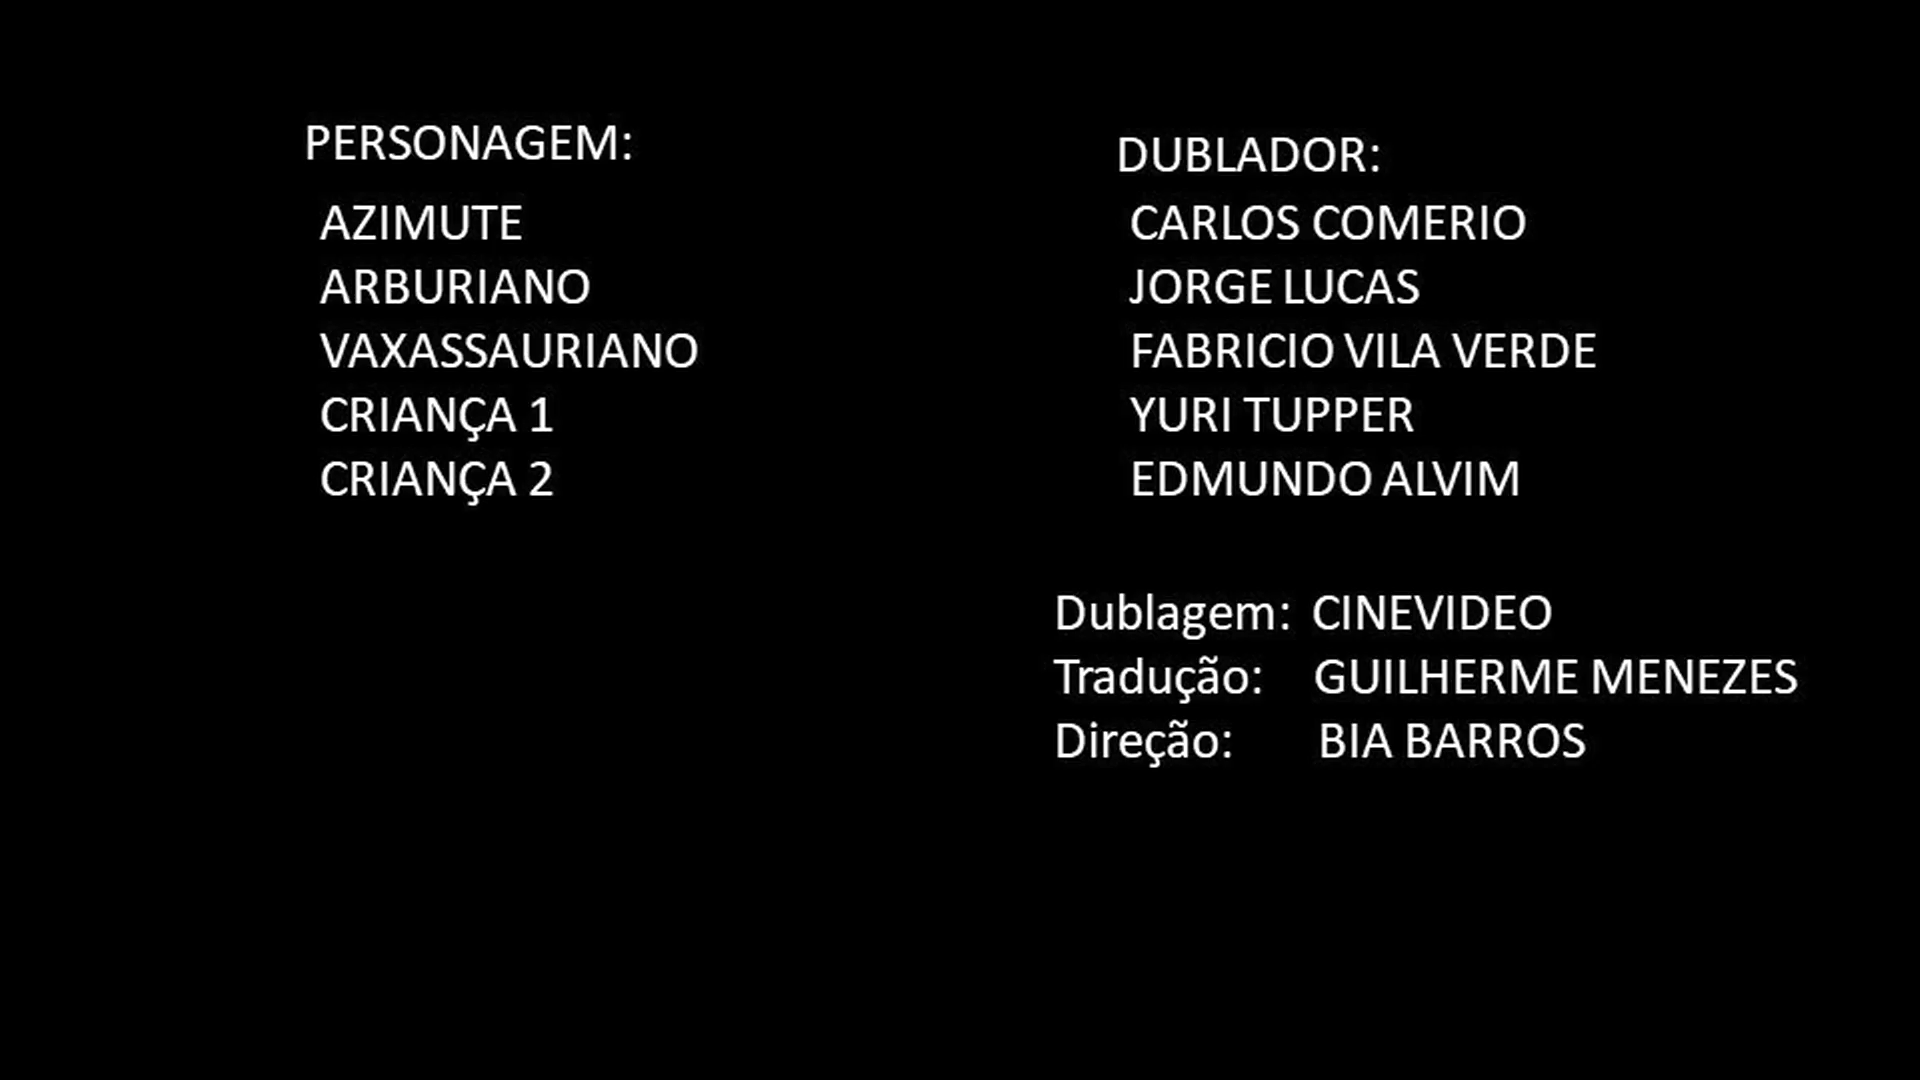 PERSONAGEM:
AZIMUTE
ARBURIANO
VAXASSAURIANO
CRIANÇA 1
CRIANÇA 2
DUBLADOR:
CARLOS COMERIO
JORGE LUCAS
FABRICIO VILA VERDE
YURI TUPPER
EDMUNDO ALVIM
Dublagem: CINEVIDEO
Tradução: GUILHERME MENEZES
Direção: BIA BARROS